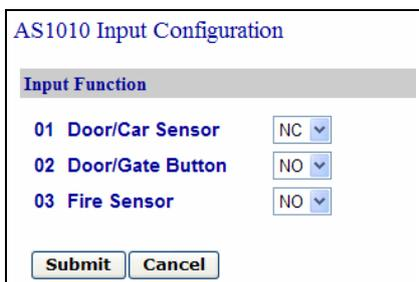 AS1010 Input Configuration
Input Function
01 Door/Car Sensor NC
02 Door/Gate Button NO
03 Fire Sensor NO
Submit Cancel